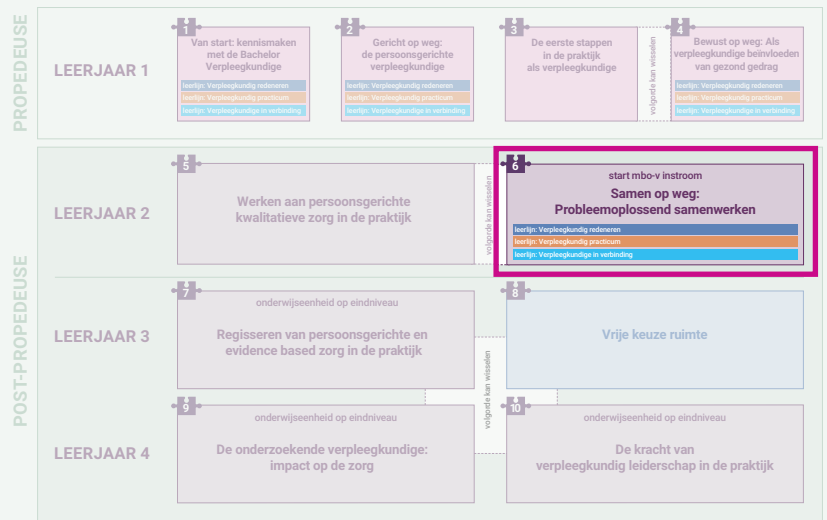 PROPEDEUSE
LEERJAAR 1
1
Van start: kennismaken
met de Bachelor
Verpleegkundige
leerlijn: Verpleegkundig redeneren
leerlijn: Verpleegkundig practicum
leerlijn: Verpleegkundige in verbinding
2
Gericht op weg:
de persoonsgerichte
verpleegkundige
leerlijn: Verpleegkundig redeneren
leerlijn: Verpleegkundig practicum
leerlijn: Verpleegkundige in verbinding
3
De eerste stappen
in de praktijk
als verpleegkundige
volgorde kan wisselen
4
Bewust op weg: Als
verpleegkundige beïnvloeden
van gezond gedrag
leerlijn: Verpleegkundig redeneren
leerlijn: Verpleegkundig practicum
leerlijn: Verpleegkundige in verbinding
POST-PROPEDEUSE
LEERJAAR 2
5
Werken aan persoonsgerichte
kwalitatieve zorg in de praktijk
volgorde kan wisselen
6
start mbo-v instroom
Samen op weg:
Probleemoplossend samenwerken
leerlijn: Verpleegkundig redeneren
leerlijn: Verpleegkundig practicum
leerlijn: Verpleegkundige in verbinding
LEERJAAR 3
7
onderwijseenheid op eindniveau
Regisseren van persoonsgerichte en
evidence based zorg in de praktijk
8
Vrije keuze ruimte
volgorde kan wisselen
LEERJAAR 4
9
onderwijseenheid op eindniveau
De onderzoekende verpleegkundige:
impact op de zorg
10
onderwijseenheid op eindniveau
De kracht van
verpleegkundig leiderschap in de praktijk